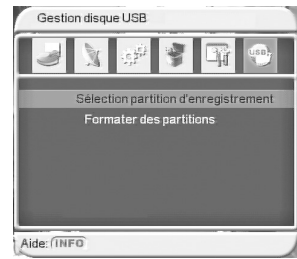 Gestion disque USB
USB
Sélection partition d'enregistrement
Formater des partitions
Aide: INFO